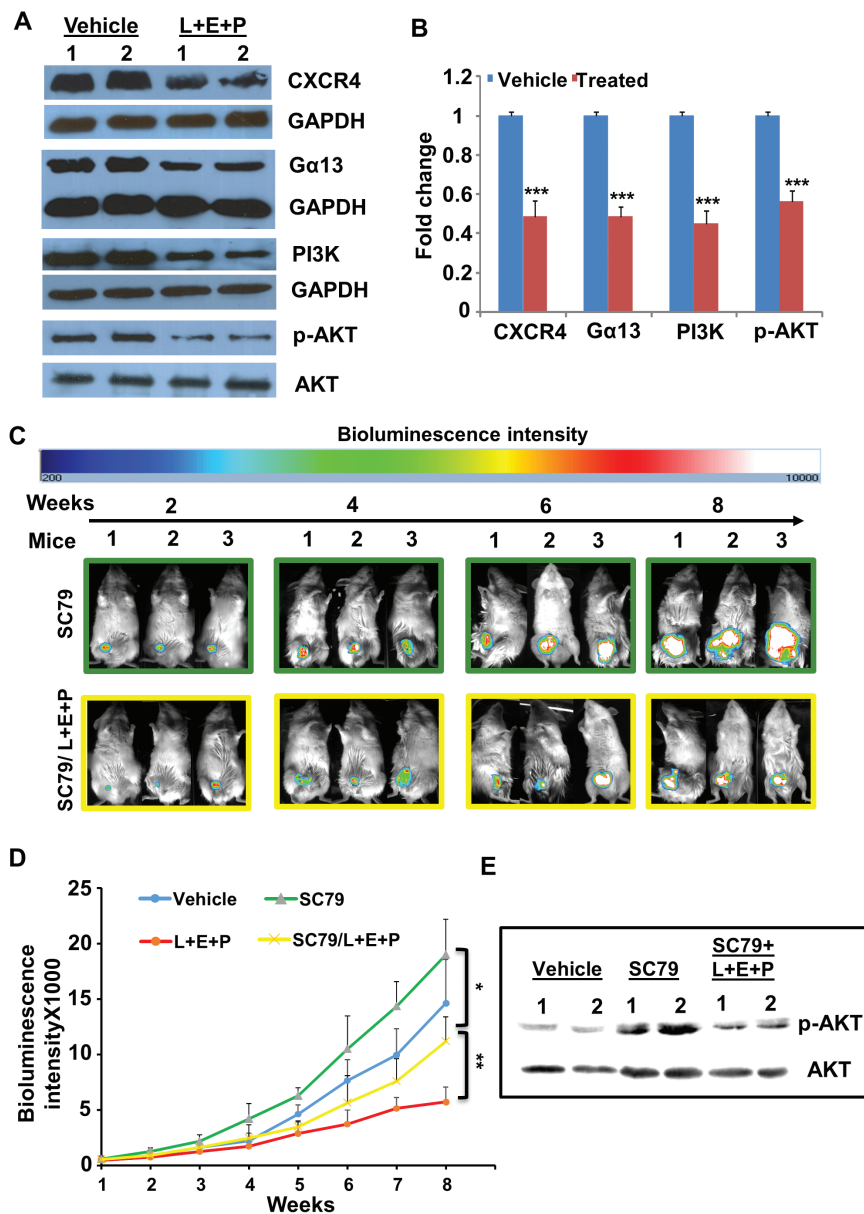 A
Vehicle L+E+P
1 2 1 2
CXCR4
GAPDH
Gα13
GAPDH
PI3K
GAPDH
p-AKT
AKT
B
Vehicle Treated
Fold change
1.2
1
0.8
0.6
0.4
0.2
0
*** *** *** ***
CXCR4 Gα13 PI3K p-AKT
C
Bioluminescence intensity
200 10000
Weeks 2 4 6 8
Mice 1 2 3 1 2 3 1 2 3 1 2 3
SC79
SC79/ L+E+P
D
Bioluminescence
intensityX1000
25
20
15
10
5
0
Vehicle SC79
L+E+P SC79/L+E+P
*
**
1 2 3 4 5 6 7 8
Weeks
E
Vehicle SC79 SC79+
L+E+P
1 2 1 2 1 2
p-AKT
AKT